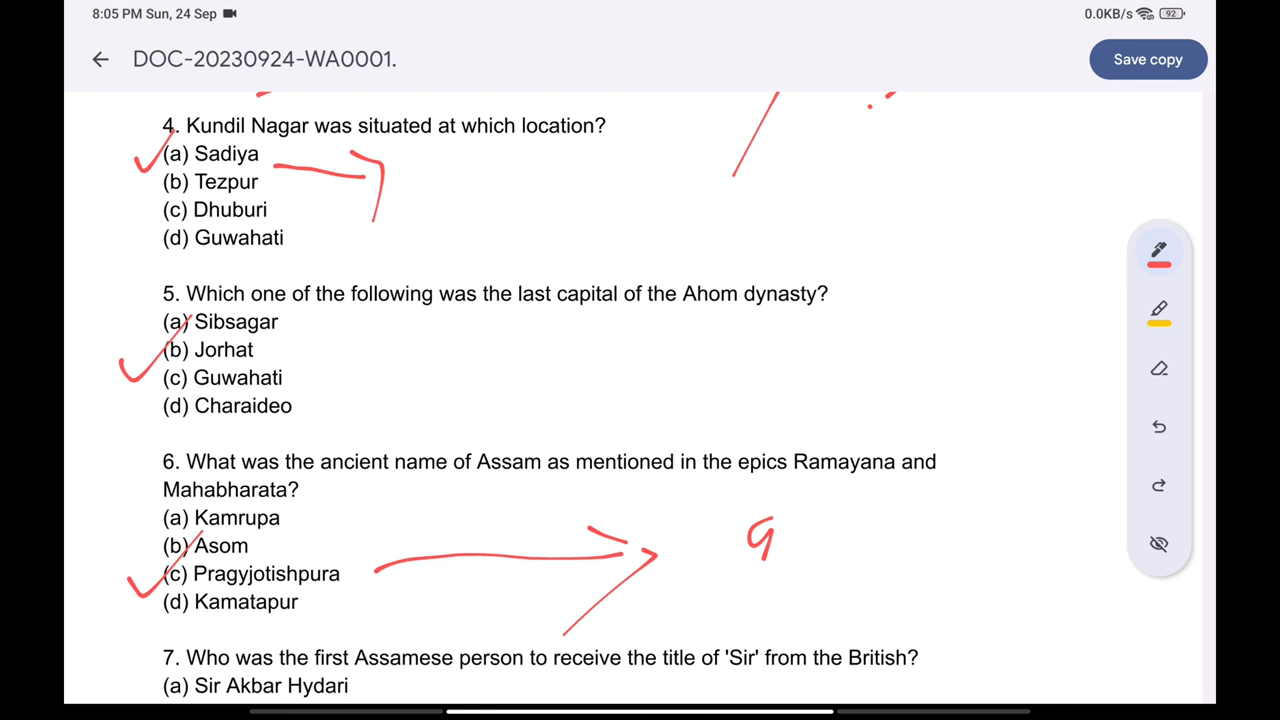 8:05 PM Sun, 24 Sep
0.0KB/s 92
DOC-20230924-WA0001.
Save copy
4. Kundil Nagar was situated at which location?
(a) Sadiya
(b) Tezpur
(c) Dhuburi
(d) Guwahati
5. Which one of the following was the last capital of the Ahom dynasty?
(a) Sibsagar
(b) Jorhat
(c) Guwahati
(d) Charaideo
6. What was the ancient name of Assam as mentioned in the epics Ramayana and
Mahabharata?
(a) Kamrupa
(b) Asom
(c) Pragyjotishpura
(d) Kamatapur
7. Who was the first Assamese person to receive the title of 'Sir' from the British?
(a) Sir Akbar Hydari